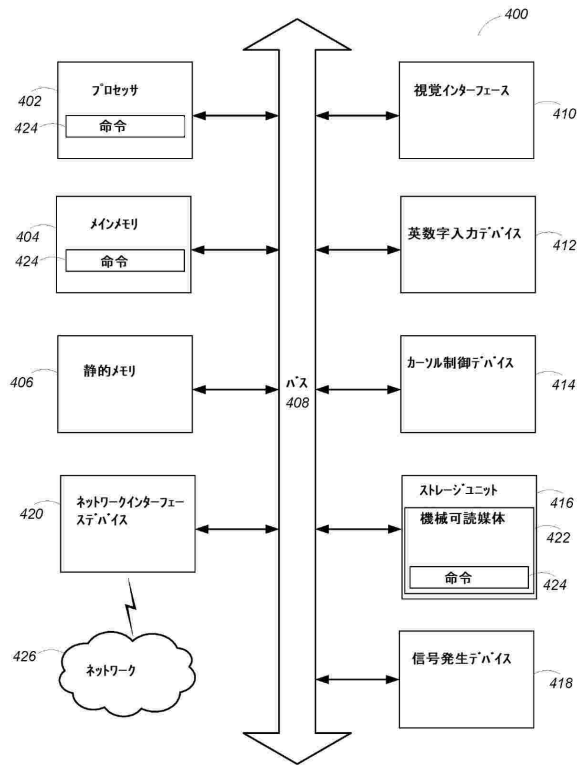 400
402
プロセッサ
424
命令
視覚インターフェース
410
404
メインメモリ
424
命令
英数字入力デバイス
412
406
静的メモリ
バス
408
カーソル制御デバイス
414
420
ネットワークインターフェー
スデバイス
ストレージユニット
416
機械可読媒体
422
命令
424
426
ネットワーク
信号発生デバイス
418